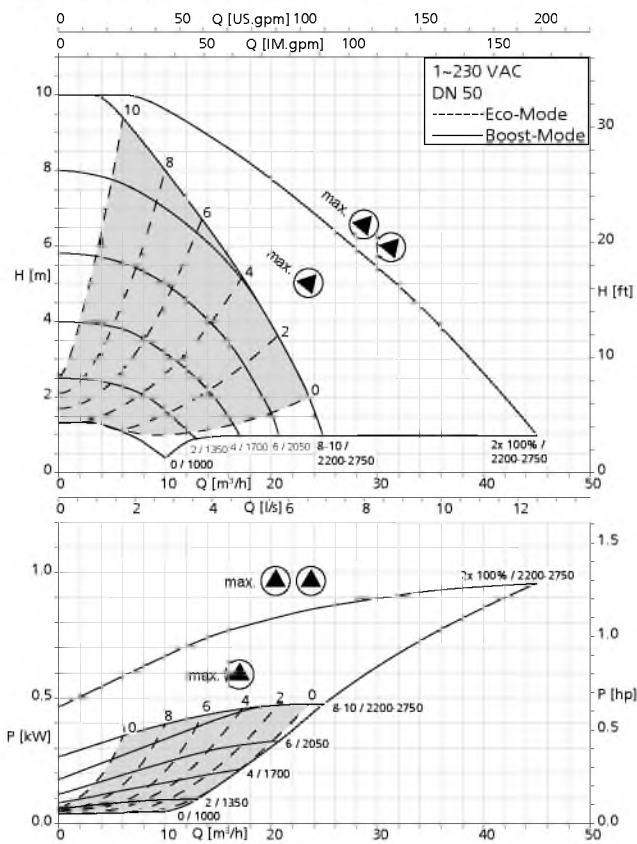 0 50 Q [US.gpm] 100 150 200
0 50 Q [IM.gpm] 100 150
1~230 VAC
DN 50
Eco-Mode
Boost-Mode
10 10 30
8 8
max.
6
6 max. 20
H [m] 4 H [ft]
4 2 10
2 0
2 / 1350 4 / 1700 6 / 2050 8-10 / 2x 100% /
0 / 1000 2200-2750 2200-2750 0
0 10 20 30 40 50
Q [m³/h]
0 2 4 Q [l/s] 6 8 10 12
1.5
1.0 max. 2x 100% / 2200-2750
1.0
max.
0.5 0 8 6 4 2 0 8-10 / 2200-2750 P [hp]
P [kW] 6 / 2050 0.5
4 / 1700
2 / 1350
0.0 0 / 1000 0.0
0 10 Q [m³/h] 20 30 40 50